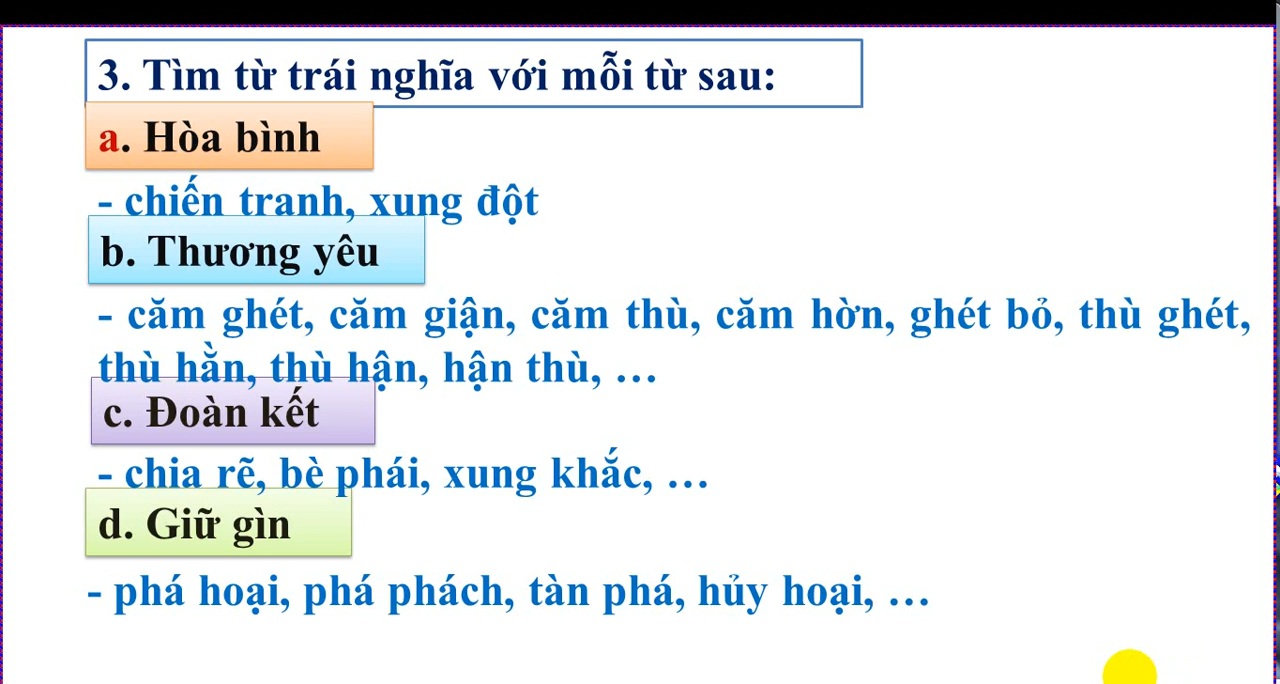 3. Tìm từ trái nghĩa với mỗi từ sau:
a. Hòa bình
- chiến tranh, xung đột
b. Thương yêu
- căm ghét, căm giận, căm thù, căm hờn, ghét bỏ, thù ghét,
thù hằn, thù hận, hận thù, …
c. Đoàn kết
- chia rẽ, bè phái, xung khắc, …
d. Giữ gìn
- phá hoại, phá phách, tàn phá, hủy hoại, …